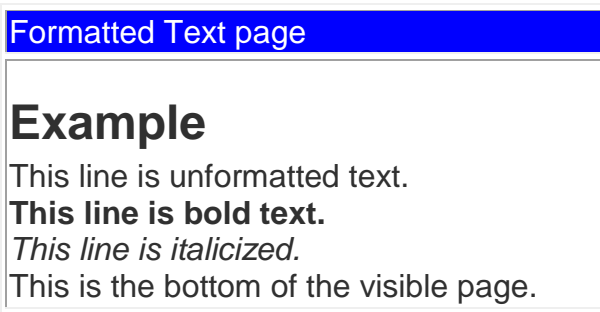 Formatted Text page
Example
This line is unformatted text.
This line is bold text.
This line is italicized.
This is the bottom of the visible page.